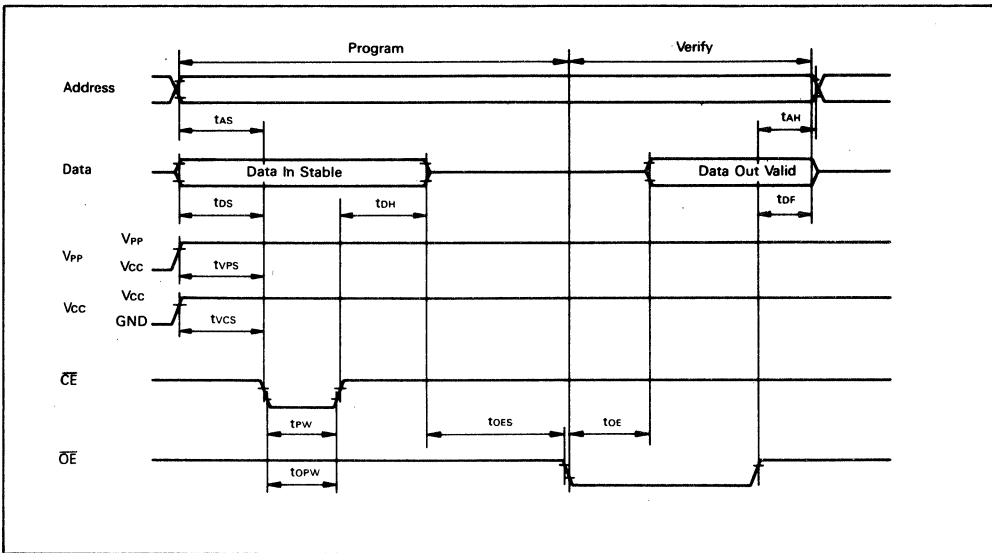 Program
Verify
Address
tAS
tAH
Data
Data In Stable
Data Out Valid
tDS
tDH
tDF
VPP
VPP
VCC
tVPS
VCC
VCC
GND
tVCS
CE
tPW
tOES
tOE
OE
tOPW